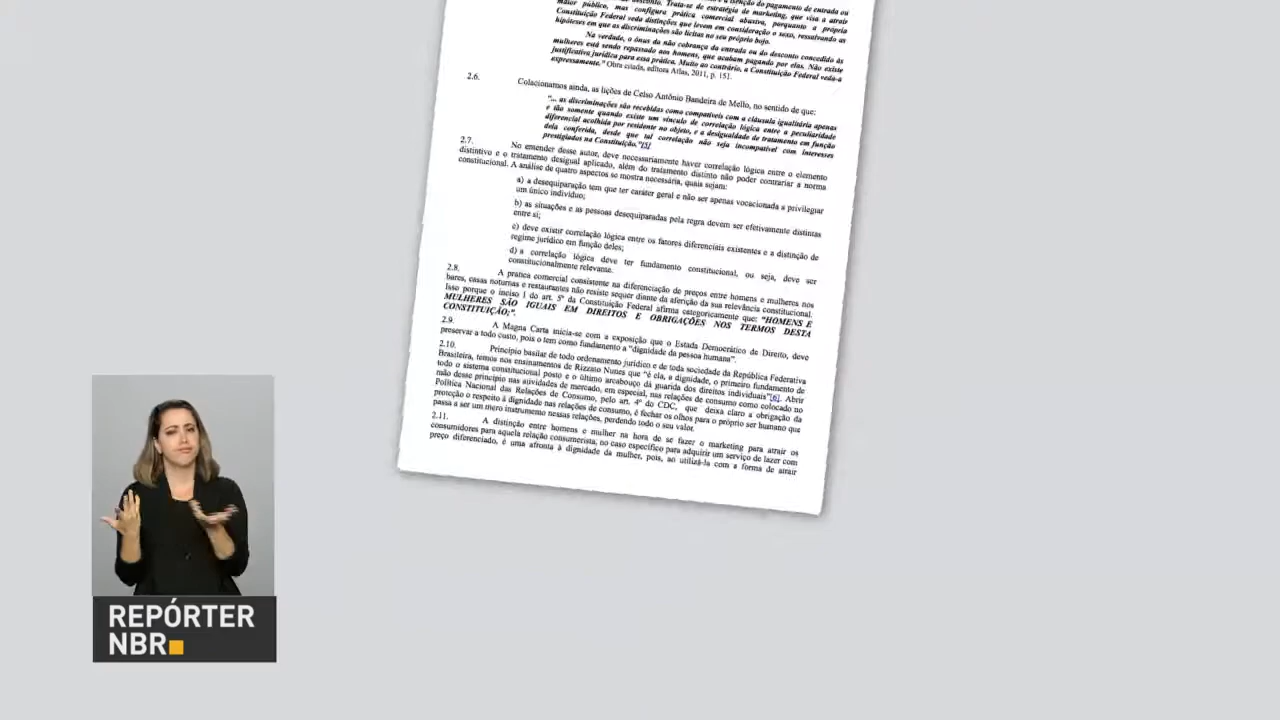 e a isenção do pagamento de entrada ou
maior público, mas configura prática comercial abusiva, porquanto a própria
Constituição Federal veda distinções que levem em consideração o sexo, ressalvando as
hipóteses em que as discriminações são lícitas no seu próprio bojo.
Na verdade, o ônus da não cobrança da entrada ou do desconto concedido às
mulheres está sendo repassado aos homens, que acabam pagando por elas. Não existe
justificativa jurídica para essa prática. Muito ao contrário, a Constituição Federal veda-a
expressamente." Obra citada, editora Atlas, 2011, p. 151.
2.6. Colacionamos ainda, as lições de Celso Antônio Bandeira de Mello, no sentido de que:
"... as discriminações são recebidas como compatíveis com a cláusula igualitária apenas
e tão somente quando existe um vínculo de correlação lógica entre a peculiaridade
diferencial acolhida por residente no objeto, e a desigualdade de tratamento em função
dela conferida, desde que tal correlação não seja incompatível com interesses
prestigiados na Constituição."[5]
2.7. No entender desse autor, deve necessariamente haver correlação lógica entre o elemento
distintivo e o tratamento desigual aplicado, além do tratamento distinto não poder contrariar a norma
constitucional. A análise de quatro aspectos se mostra necessária, quais sejam:
a) a desequiparação tem que ter caráter geral e não ser apenas vocacionada a privilegiar
um único indivíduo;
b) as situações e as pessoas desequiparadas pela regra devem ser efetivamente distintas
entre si;
c) deve existir correlação lógica entre os fatores diferenciais existentes e a distinção de
regime jurídico em função deles;
d) a correlação lógica deve ter fundamento constitucional, ou seja, deve ser
constitucionalmente relevante.
2.8. A pratica comercial consistente na diferenciação de preços entre homens e mulheres nos
bares, casas noturnas e restaurantes não resiste sequer diante da aferição da sua relevância constitucional.
Isso porque o inciso I do art. 5º da Constituição Federal afirma categoricamente que: "HOMENS E
MULHERES SÃO IGUAIS EM DIREITOS E OBRIGAÇÕES NOS TERMOS DESTA
CONSTITUIÇÃO;".
2.9. A Magna Carta inicia-se com a exposição que o Estado Democrático de Direito, deve
preservar a todo custo, pois o tem como fundamento a "dignidade da pessoa humana".
2.10. Princípio basilar de todo ordenamento jurídico e de toda sociedade da República Federativa
Brasileira, temos nos ensinamentos de Rizzato Nunes que "é ela, a dignidade, o primeiro fundamento de
todo o sistema constitucional posto e o último arcabouço da guarida dos direitos individuais"[6]. Abrir
mão desse princípio nas atividades de mercado, em especial, nas relações de consumo como colocado no
Política Nacional das Relações de Consumo, pelo art. 4º do CDC, que deixa claro a obrigação da
proteção o respeito à dignidade nas relações de consumo, é fechar os olhos para o próprio ser humano que
passa a ser um mero instrumento nessas relações, perdendo todo o seu valor.
2.11. A distinção entre homens e mulher na hora de se fazer o marketing para atrair os
consumidores para aquela relação consumerista, no caso específico para adquirir um serviço de lazer com
preço diferenciado, é uma afronta à dignidade da mulher, pois, ao utilizá-la com a forma de atrair
REPÓRTER
NBR